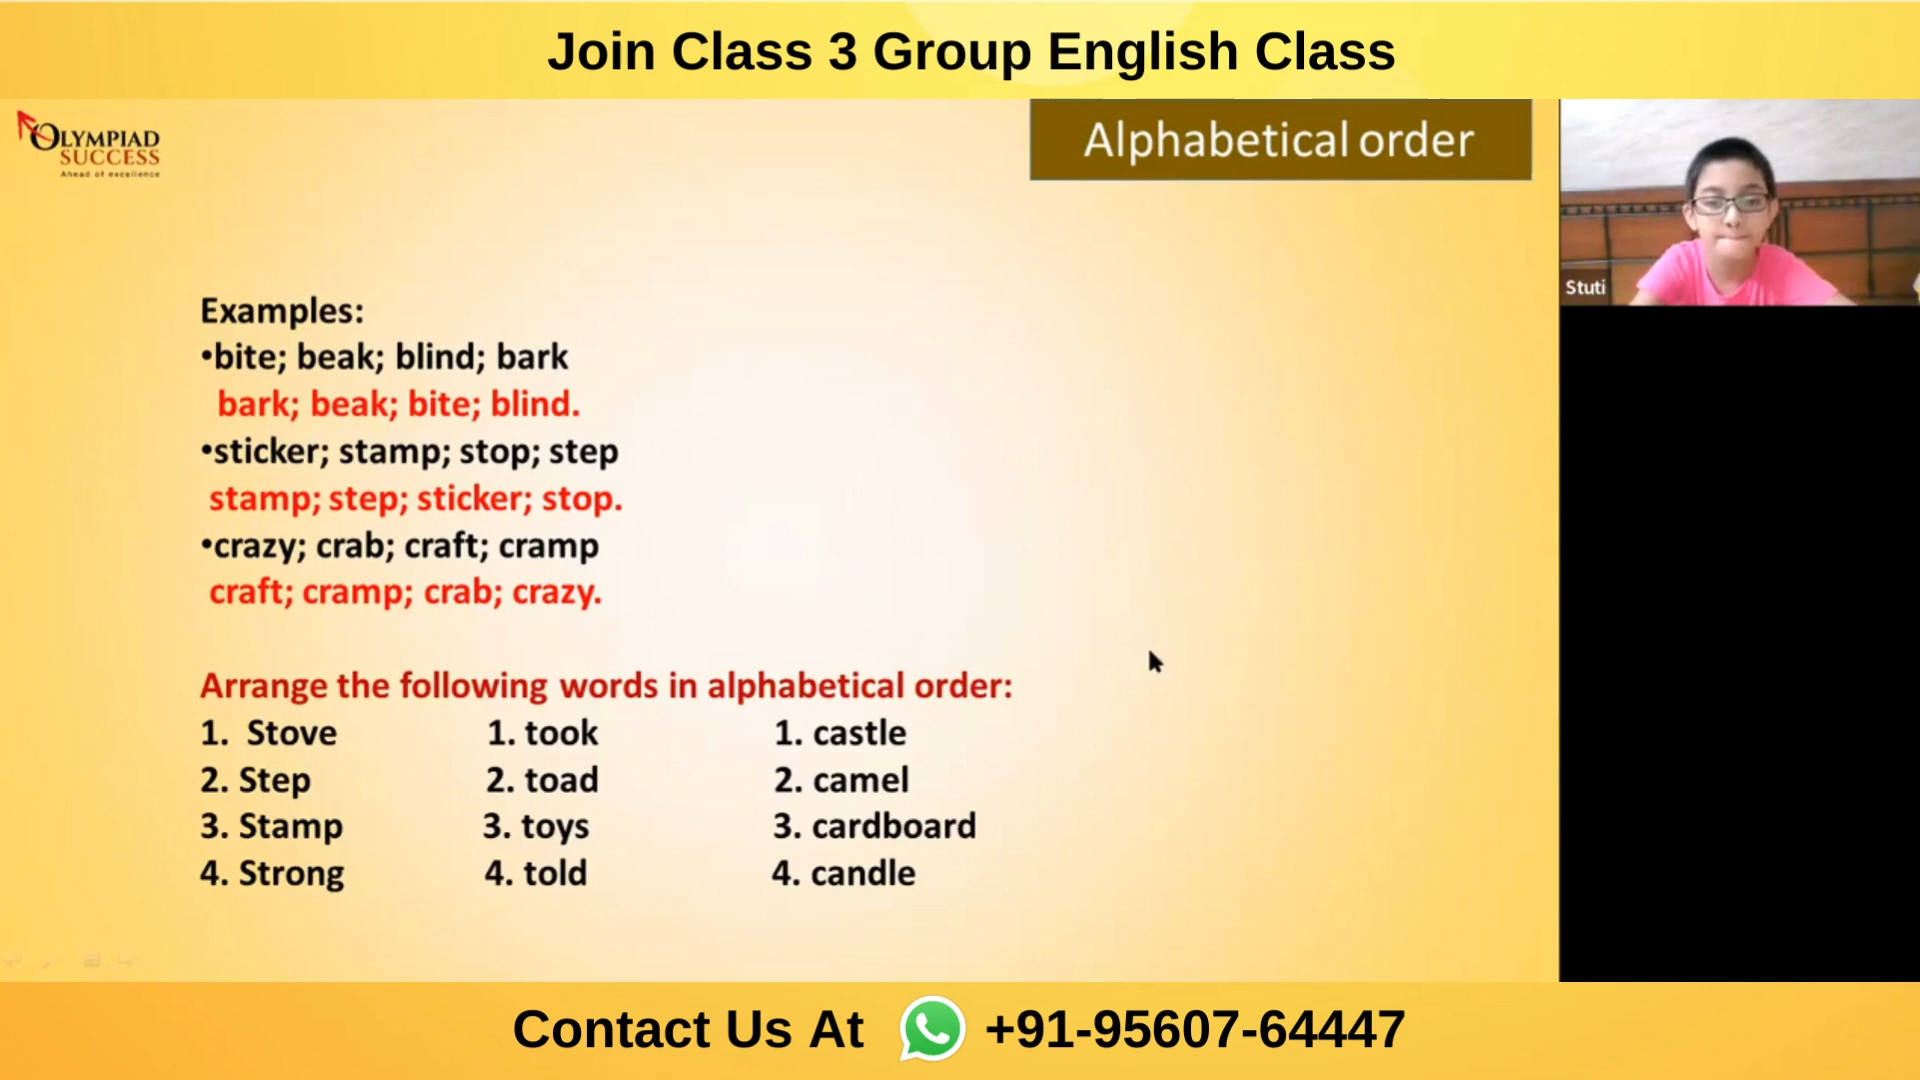 Join Class 3 Group English Class
OLYMPIAD
SUCCESS
Ahead of excellence
Alphabetical order
Stuti
Examples:
•bite; beak; blind; bark
bark; beak; bite; blind.
•sticker; stamp; stop; step
stamp; step; sticker; stop.
•crazy; crab; craft; cramp
craft; cramp; crab; crazy.
Arrange the following words in alphabetical order:
1. Stove 1. took 1. castle
2. Step 2. toad 2. camel
3. Stamp 3. toys 3. cardboard
4. Strong 4. told 4. candle
Contact Us At +91-95607-64447